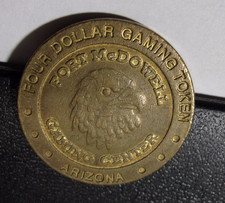 FOUR DOLLAR GAMING TOKEN
FORT McDOWELL
GAMING CENTER
ARIZONA